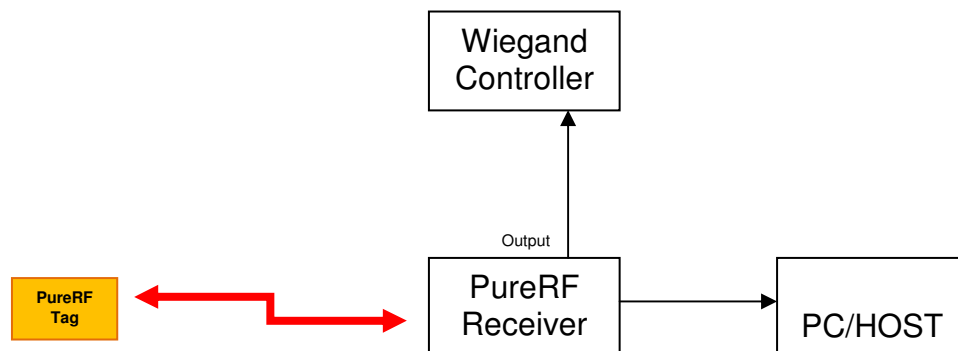 Wiegand
Controller
Output
PureRF
Tag
PureRF
Receiver
PC/HOST